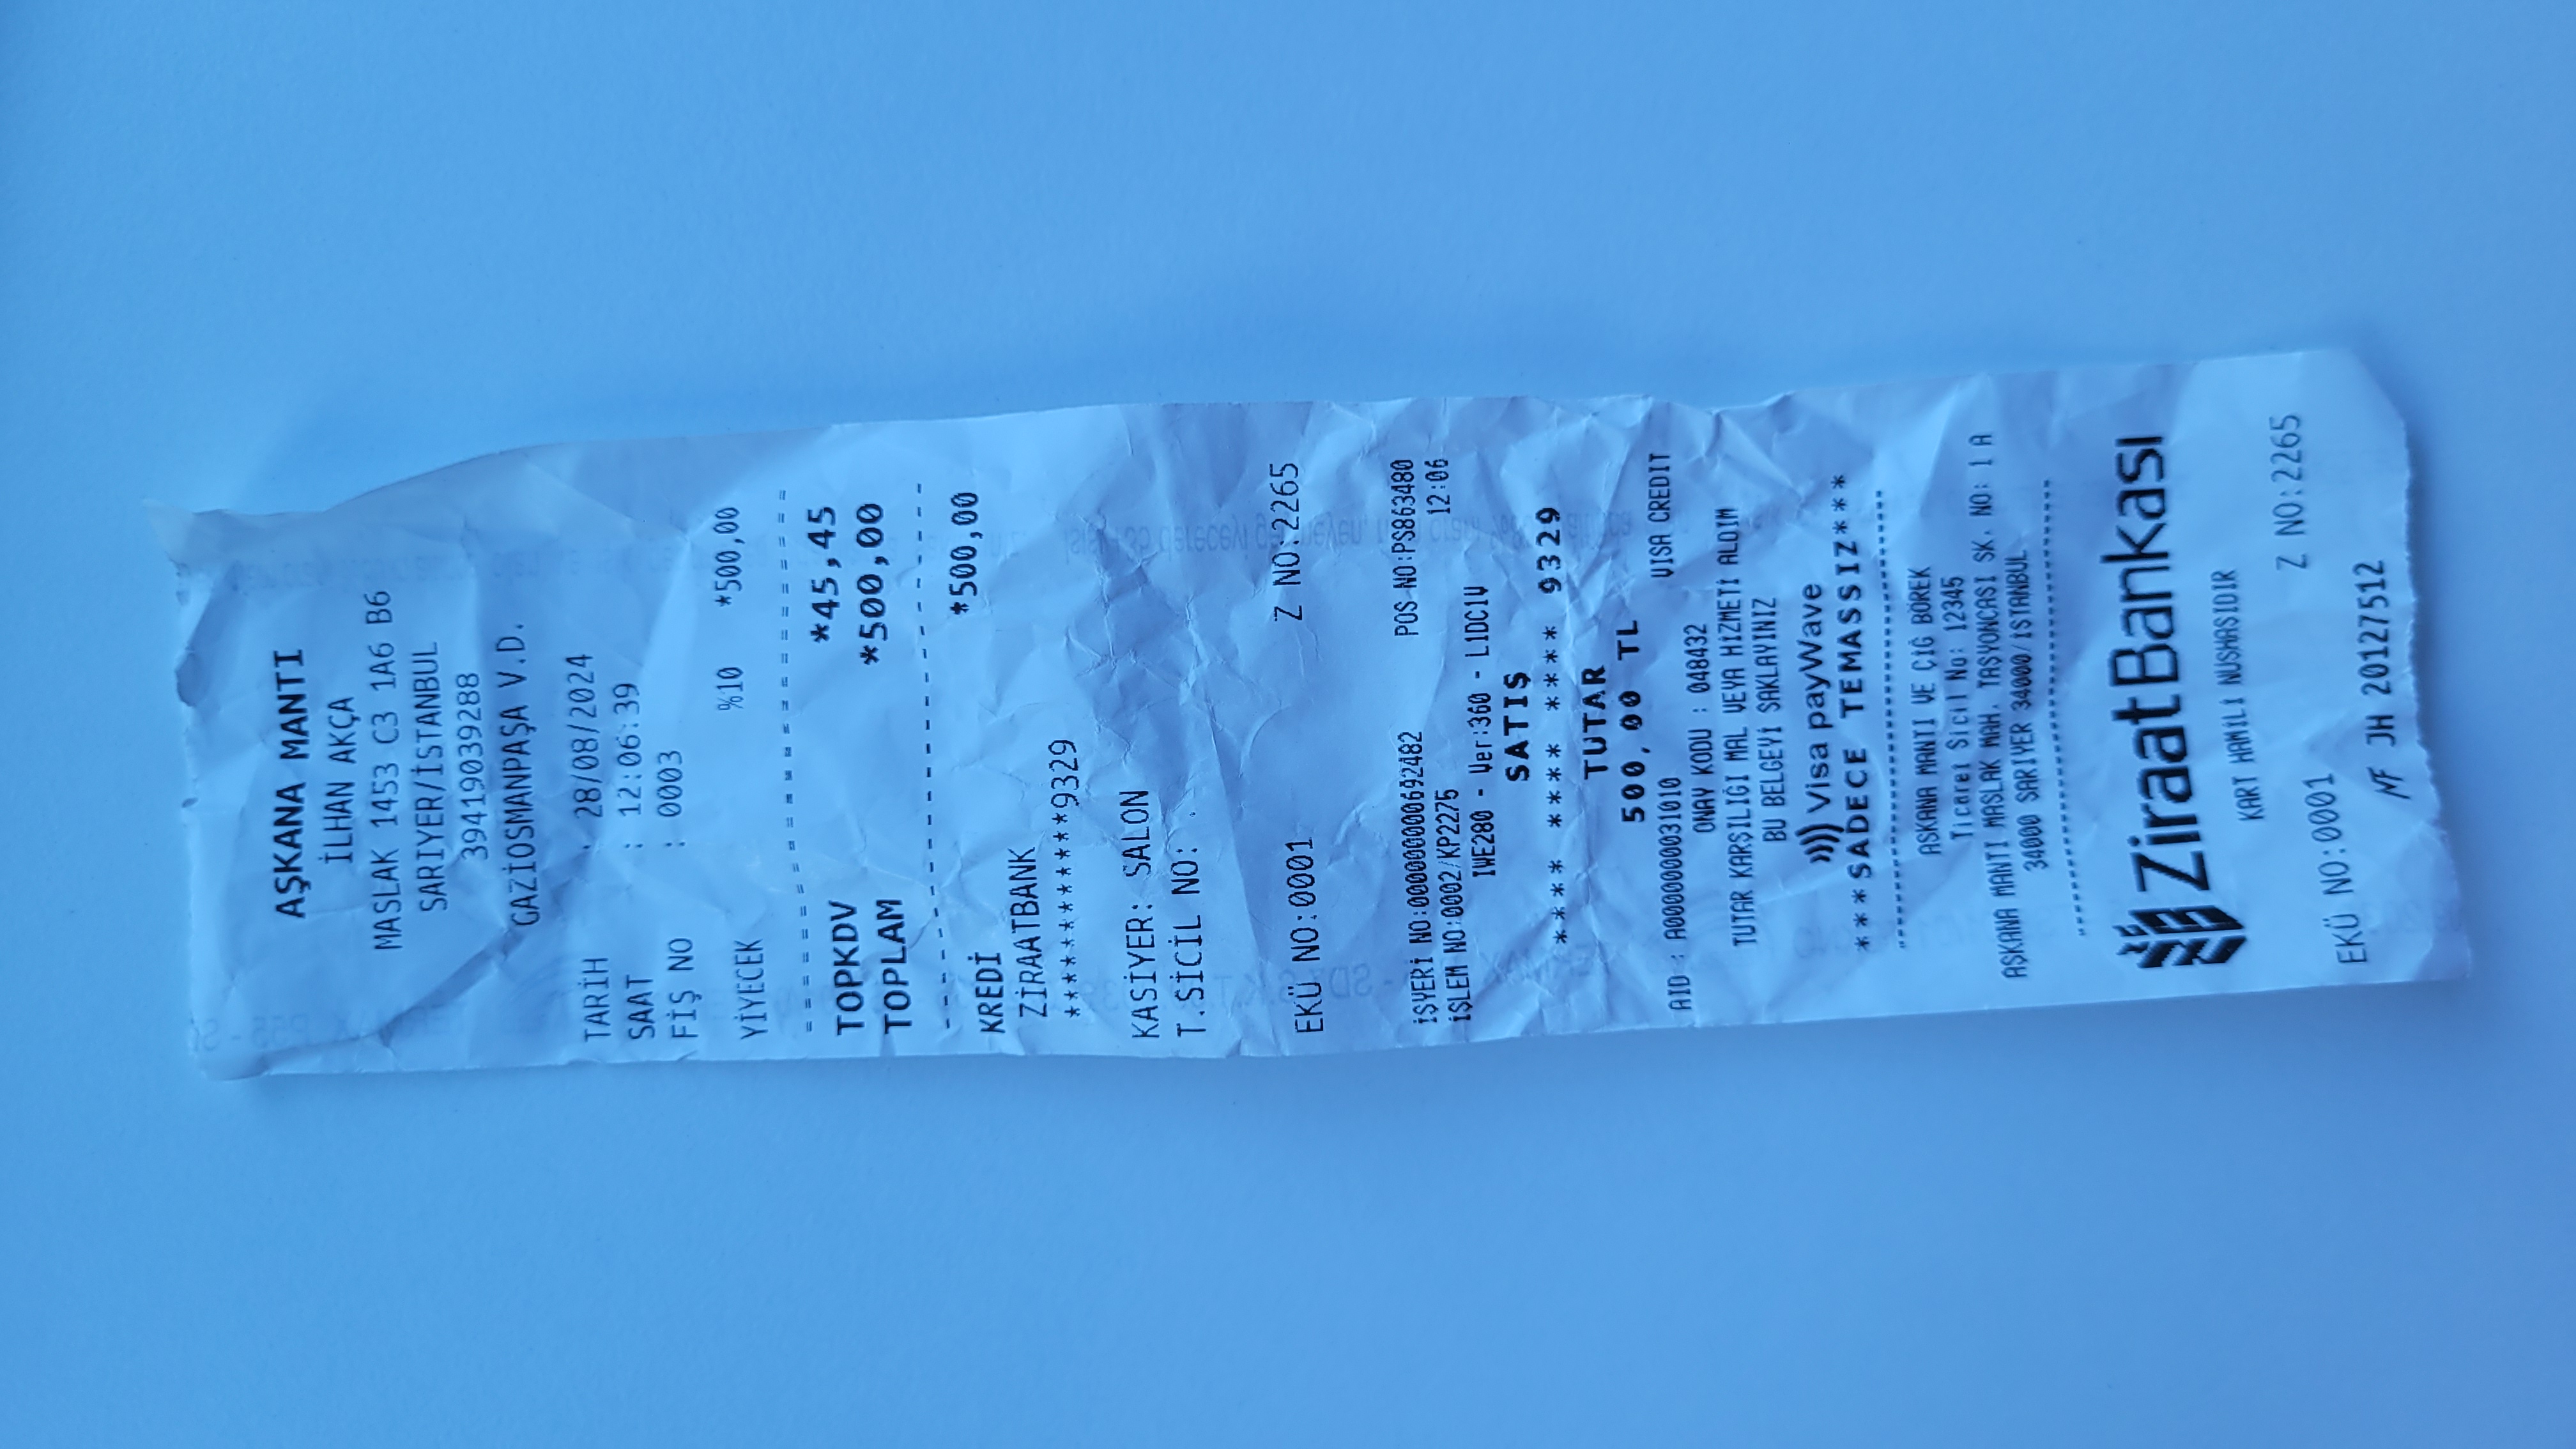 AŞKANA MANTI
İLHAN AKÇA
MASLAK 1453 C3 1A6 B6
SARIYER/İSTANBUL
39419039288
GAZİOSMANPAŞA V.D.
TARİH : 28/08/2024
SAAT : 12:06:39
FİŞ NO : 0003
YİYECEK %10 *500,00
TOPKDV *45,45
TOPLAM *500,00
KREDİ *500,00
ZİRAATBANK
************9329
KASİYER: SALON
T.SİCİL NO:
EKÜ NO:0001 Z NO:2265
İŞYERİ NO:000000000692482 POS NO:PS863480
İŞLEM NO:0002/KP2275 12:06
IWE280 - Ver:360 - L1DC1V
SATIŞ
**** **** **** 9329
TUTAR
500,00 TL
AID : A0000000031010 VISA CREDIT
ONAY KODU : 048432
TUTAR KARŞILIĞI MAL VEYA HİZMETİ ALDIM
BU BELGEYİ SAKLAYINIZ
Visa payWave
***SADECE TEMASSIZ***
AŞKANA MANTI VE ÇİĞ BÖREK
Ticaret Sicil No: 12345
AŞKANA MANTI MASLAK MAH. TAŞYONCASI SK. NO: 1 A
34000 SARIYER 34000/İSTANBUL
Ziraat Bankası
KART HAMİLİ NÜSHASIDIR
EKÜ NO:0001 Z NO:2265
MF JH 20127512